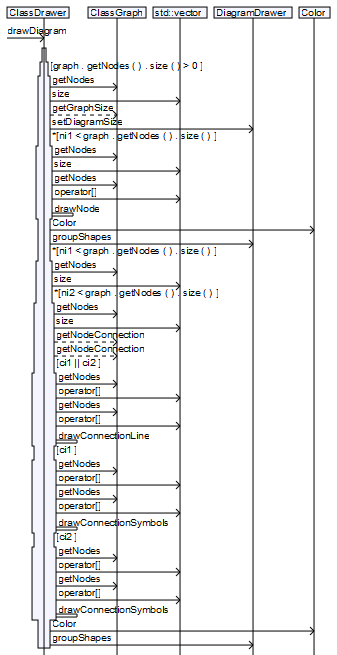 ClassDrawer ClassGraph std::vector DiagramDrawer Color
drawDiagram
[graph . getNodes ( ) . size ( ) > 0 ]
getNodes
size
getGraphSize
setDiagramSize
*[ni1 < graph . getNodes ( ) . size ( ) ]
getNodes
size
getNodes
operator[]
drawNode
Color
groupShapes
*[ni1 < graph . getNodes ( ) . size ( ) ]
getNodes
size
*[ni2 < graph . getNodes ( ) . size ( ) ]
getNodes
size
getNodeConnection
getNodeConnection
[ci1 || ci2 ]
getNodes
operator[]
getNodes
operator[]
drawConnectionLine
[ci1 ]
getNodes
operator[]
getNodes
operator[]
drawConnectionSymbols
[ci2 ]
getNodes
operator[]
getNodes
operator[]
drawConnectionSymbols
Color
groupShapes